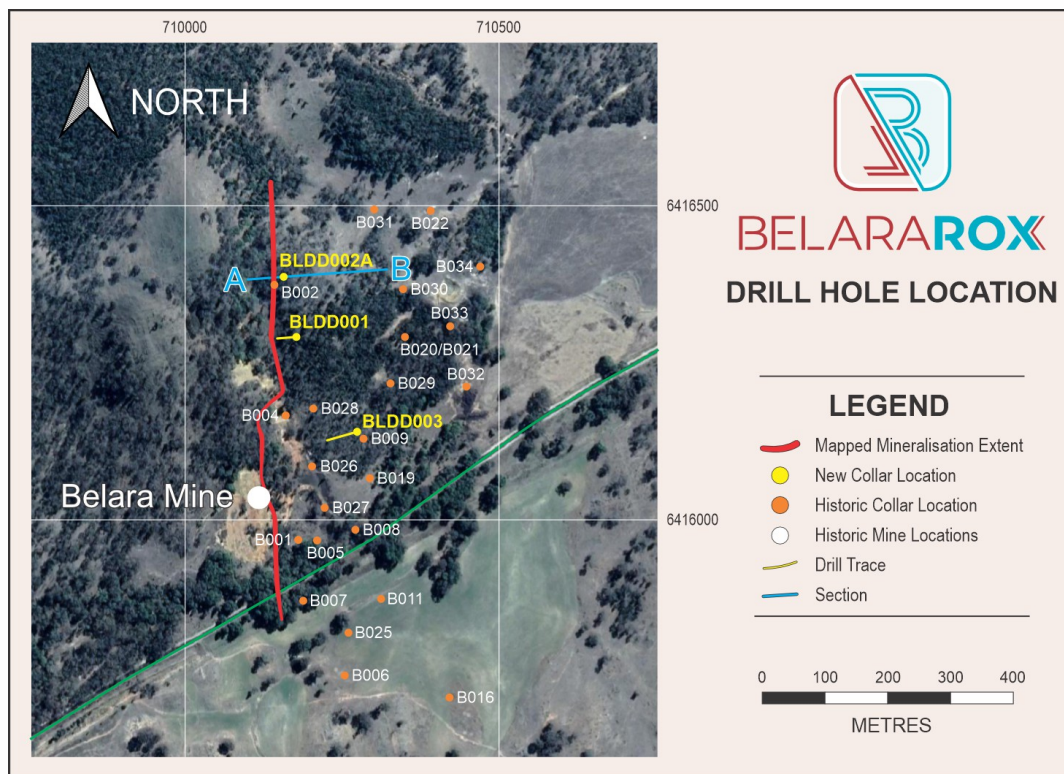 710000
710500
NORTH
B031
B022
6416500
B034
A
BLDD002A
B
B002
B030
BLDD001
B033
B020/B021
B029
B032
B004
B028
BLDD003
B009
B026
B019
Belara Mine
B027
6416000
B008
B001
B005
B007
B011
B025
B006
B016
BELARAROX
DRILL HOLE LOCATION
LEGEND
Mapped Mineralisation Extent
New Collar Location
Historic Collar Location
Historic Mine Locations
Drill Trace
Section
0 100 200 300 400
METRES